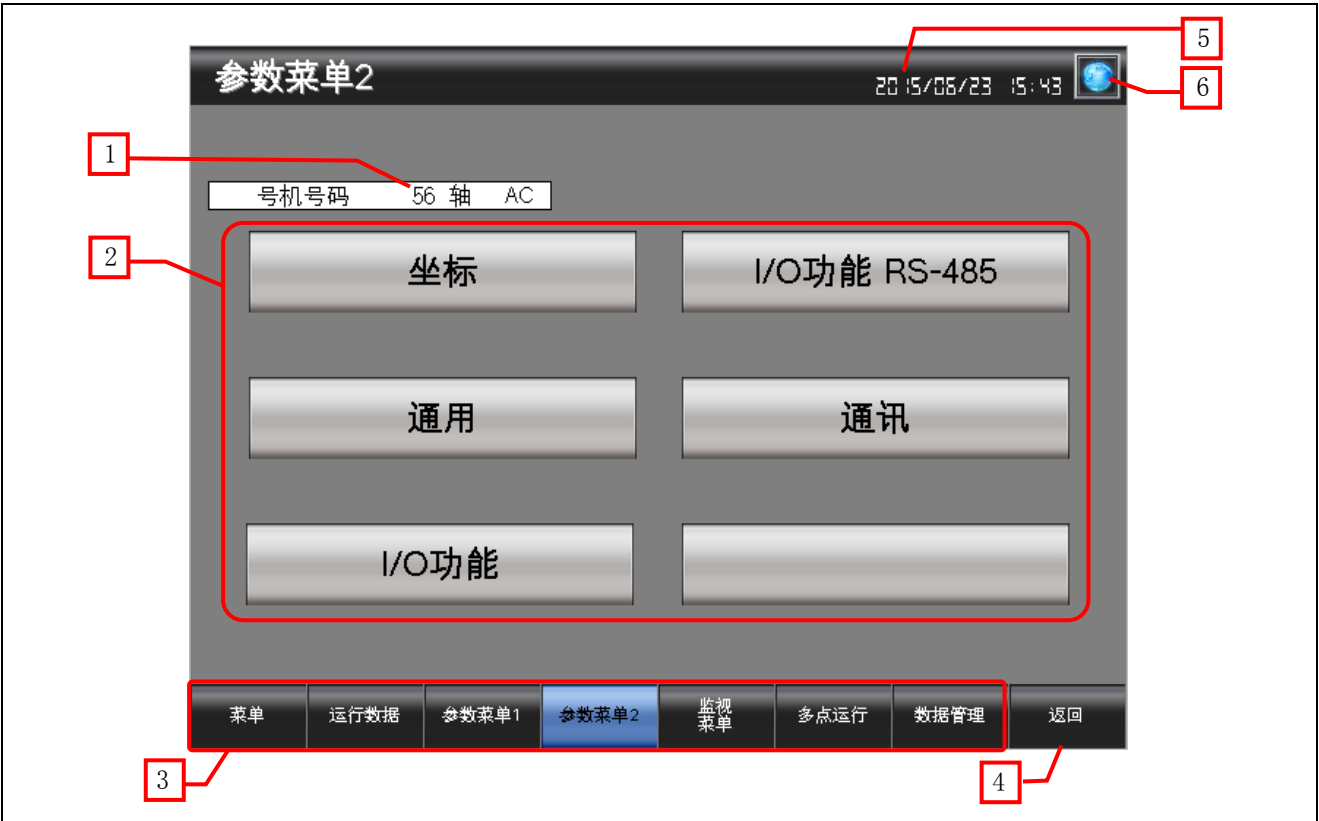 5
参数菜单2
2015/06/23 15:43
6
1
号机号码 56 轴 AC
2
坐标
I/O功能 RS-485
通用
通讯
I/O功能
菜单
运行数据
参数菜单1
参数菜单2
监视
菜单
多点运行
数据管理
返回
3
4